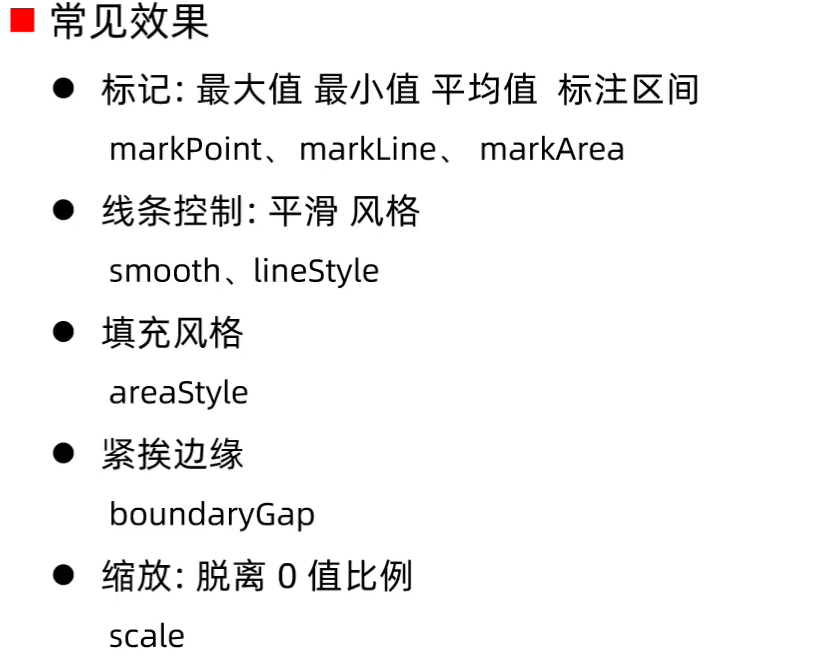 常见效果
标记: 最大值 最小值 平均值 标注区间
markPoint、markLine、 markArea
线条控制: 平滑 风格
smooth、lineStyle
填充风格
areaStyle
紧挨边缘
boundaryGap
缩放: 脱离 0 值比例
scale